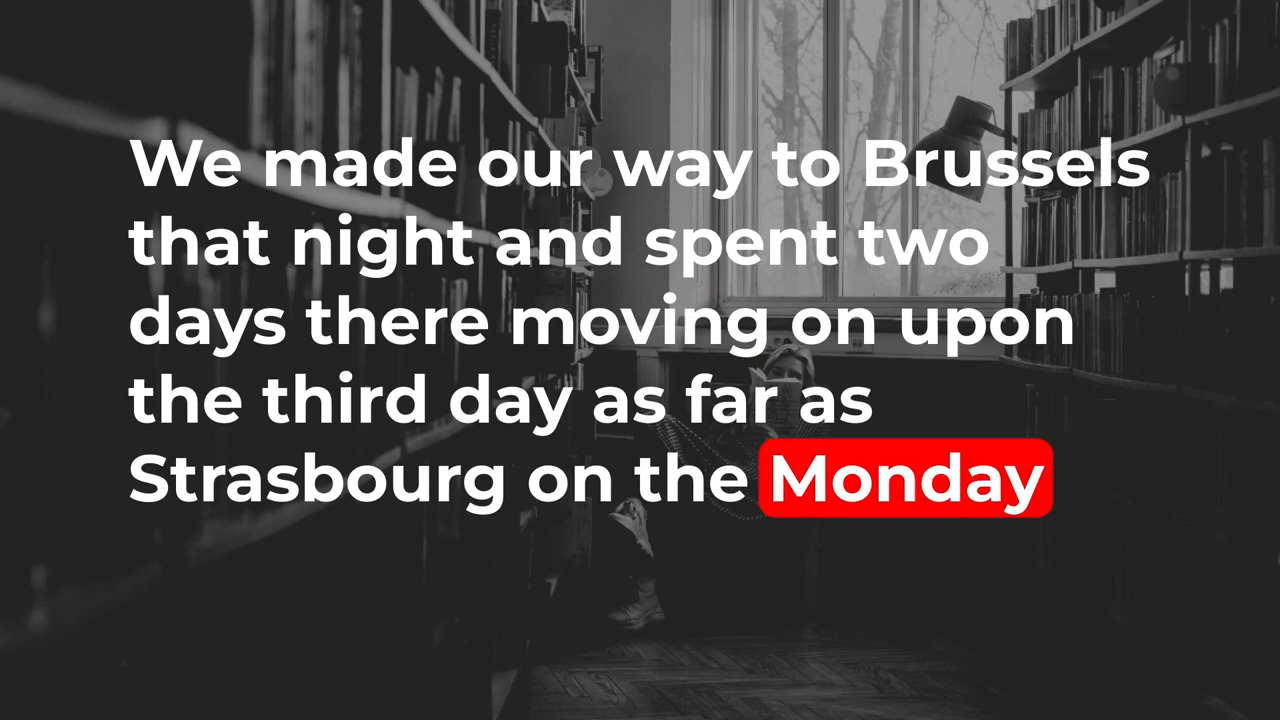 We made our way to Brussels
that night and spent two
days there moving on upon
the third day as far as
Strasbourg on the Monday